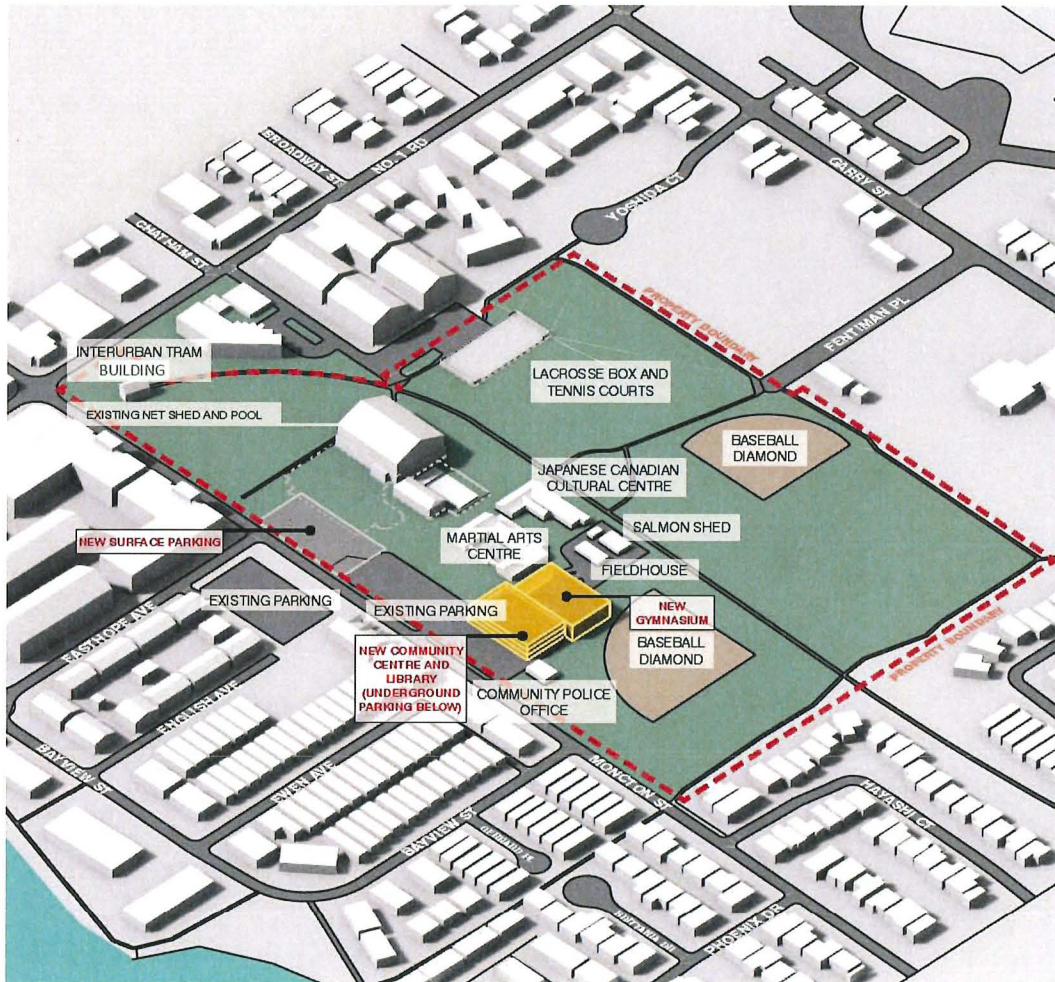 BROADWAY ST
NO. 1 RD
GARRY ST
YOSHIDA CT
CHATHAM ST
PROPERTY BOUNDARY
FENTIMAN PL
INTERURBAN TRAM
BUILDING
LACROSSE BOX AND
TENNIS COURTS
EXISTING NET SHED AND POOL
BASEBALL
DIAMOND
JAPANESE CANADIAN
CULTURAL CENTRE
SALMON SHED
NEW SURFACE PARKING
MARTIAL ARTS
CENTRE
FIELDHOUSE
EXISTING PARKING
EXISTING PARKING
NEW
GYMNASIUM
EASTHOPE AVE
NEW COMMUNITY
CENTRE AND
LIBRARY
(UNDERGROUND
PARKING BELOW)
BASEBALL
DIAMOND
PROPERTY BOUNDARY
COMMUNITY POLICE
OFFICE
ENGLISH AVE
BAYVIEW ST
EWEN AVE
MONCTON ST
HAYASHI CT
BAYVIEW ST
GERRARD PL
BRITTANIA DR
PHOENIX DR